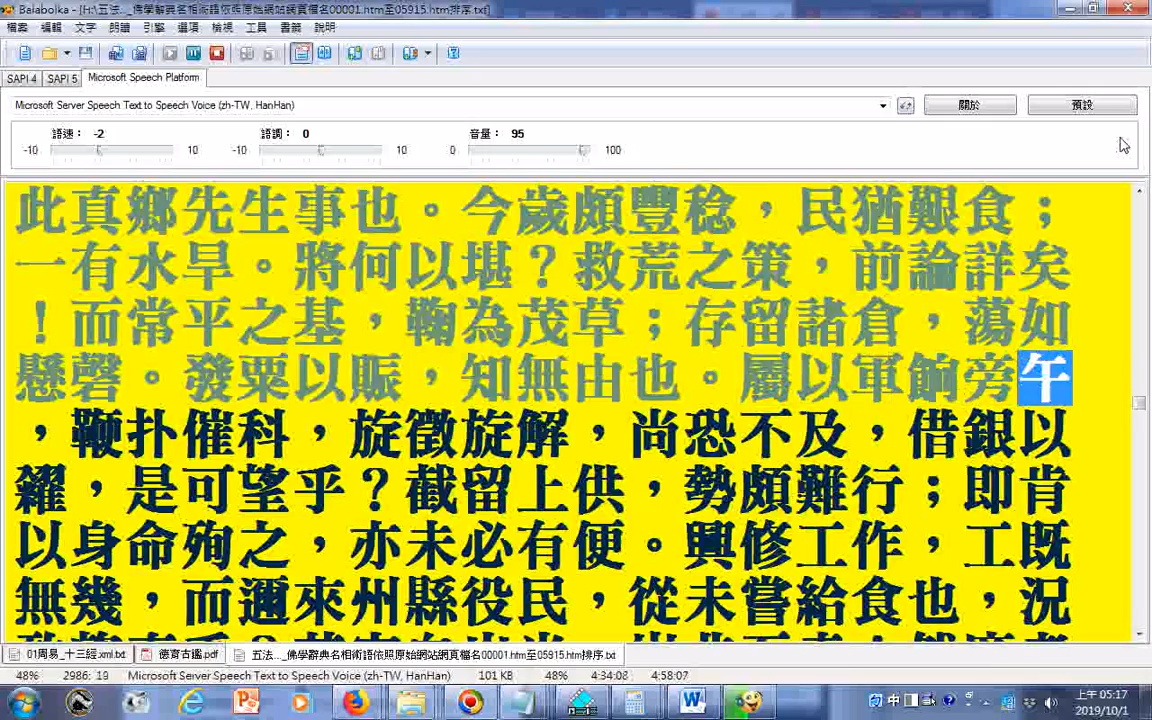 Balabolka - [H:\五法..._佛學辭典名相術語依照原始網站網頁檔名00001.htm至05915.htm排序.txt]
檔案 編輯 文字 朗讀 引擎 選項 檢視 工具 書籤 說明
SAPI 4 SAPI 5 Microsoft Speech Platform
Microsoft Server Speech Text to Speech Voice (zh-TW, HanHan) 關於 預設
語速： -2 語調： 0 音量： 95
-10 10 -10 10 0 100
此真鄉先生事也。今歲頗豐稔，民猶艱食；
一有水旱。將何以堪？救荒之策，前論詳矣
！而常平之基，鞠為茂草；存留諸倉，蕩如
懸磬。發粟以賑，知無由也。屬以軍餉旁午
，鞭扑催科，旋徵旋解，尚恐不及，借銀以
糴，是可望乎？截留上供，勢頗難行；即肯
以身命殉之，亦未必有便。興修工作，工既
無幾，而邇來州縣役民，從未嘗給食也，況
01周易_十三經.xml.txt 德育古鑑.pdf 五法..._佛學辭典名相術語依照原始網站網頁檔名00001.htm至05915.htm排序.txt
48% 2986: 19 Microsoft Server Speech Text to Speech Voice (zh-TW, HanHan) 101 KB 48% 4:34:08 4:58:07
中
上午 05:17
2019/10/1